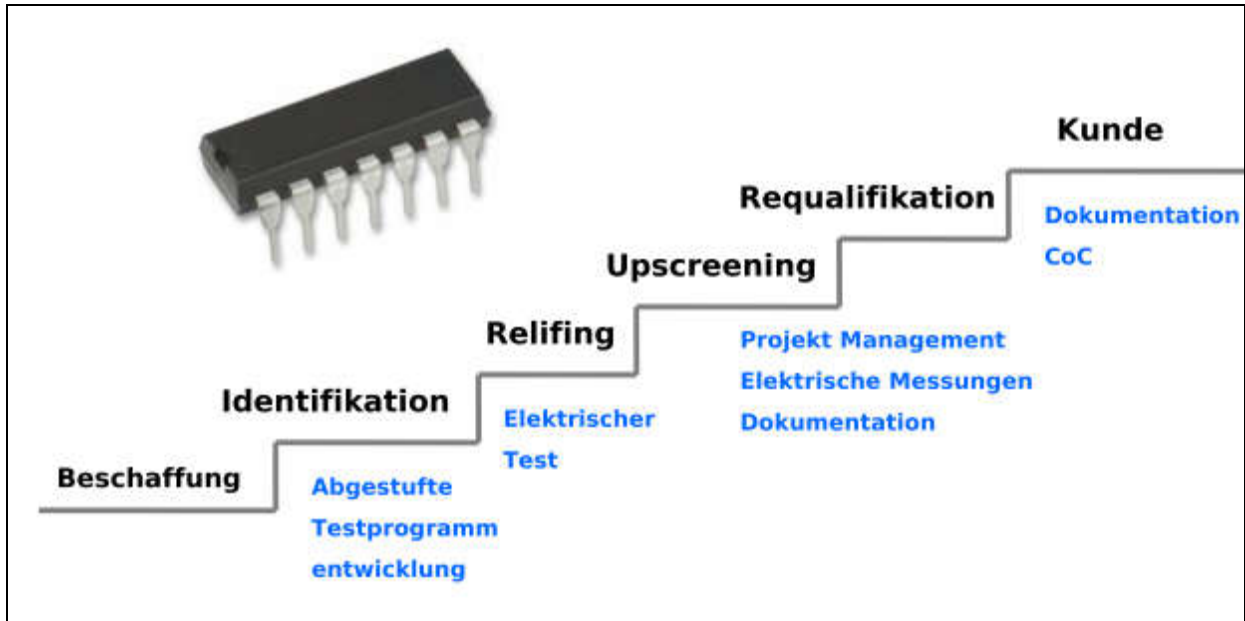 Kunde
Requalifikation
Dokumentation
CoC
Upscreening
Relifing
Projekt Management
Elektrische Messungen
Dokumentation
Identifikation
Elektrischer
Test
Beschaffung
Abgestufte
Testprogramm
entwicklung